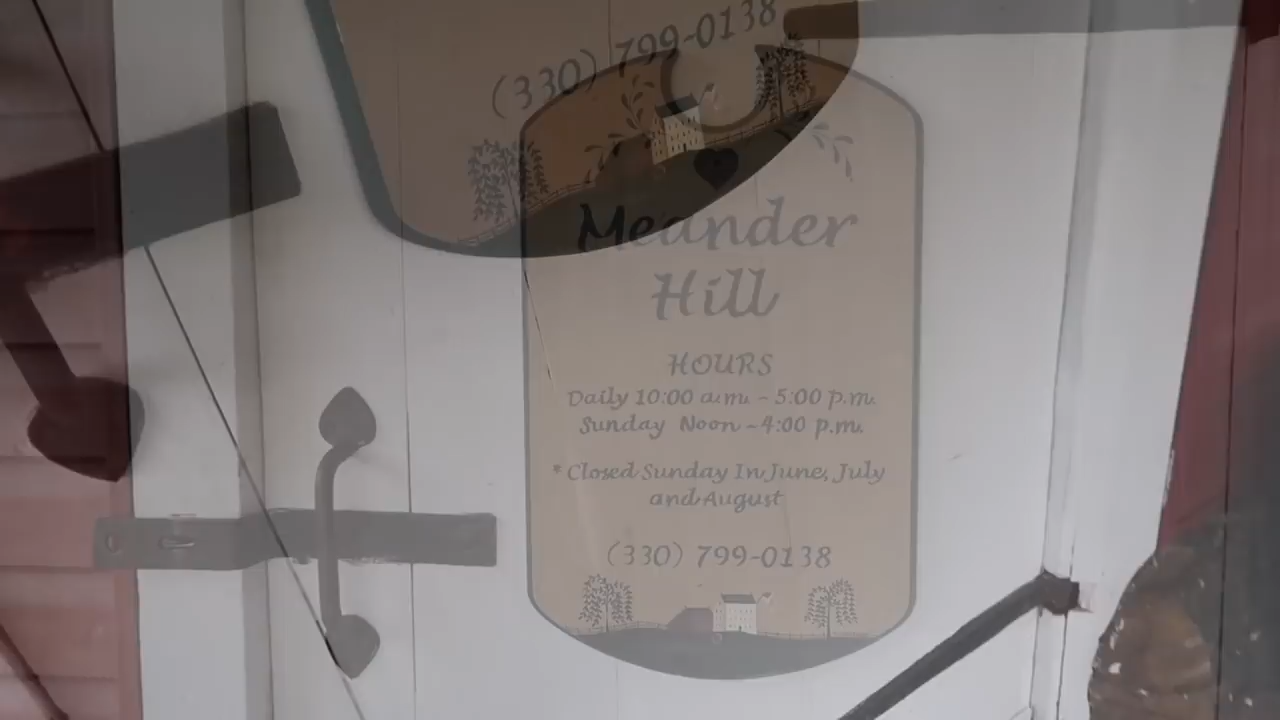 (330) 799-0138
Meander
Hill
HOURS
Daily 10:00 a.m. - 5:00 p.m.
Sunday Noon - 4:00 p.m.
* Closed Sunday In June, July
and August
(330) 799-0138